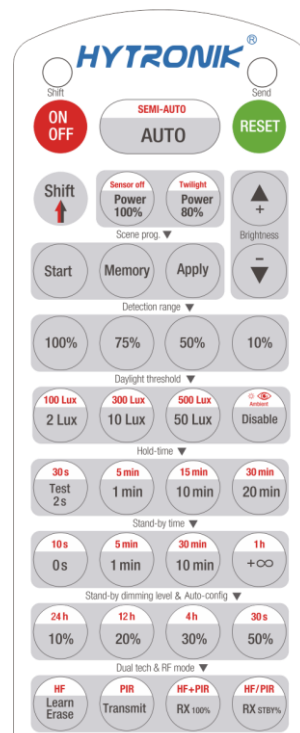 HYTRONIK®
Shift
Send
ON
OFF
SEMI-AUTO
AUTO
RESET
Shift
Sensor off
Power
100%
Twilight
Power
80%
+
Brightness
−
Scene prog. ▼
Start
Memory
Apply
Detection range ▼
100%
75%
50%
10%
Daylight threshold ▼
100 Lux
2 Lux
300 Lux
10 Lux
500 Lux
50 Lux
Ambient
Disable
Hold-time ▼
30 s
Test
2 s
5 min
1 min
15 min
10 min
30 min
20 min
Stand-by time ▼
10 s
0 s
5 min
1 min
30 min
10 min
1 h
+∞
Stand-by dimming level & Auto-config ▼
24 h
10%
12 h
20%
4 h
30%
30 s
50%
Dual tech & RF mode ▼
HF
Learn
Erase
PIR
Transmit
HF+PIR
RX 100%
HF/PIR
RX STBY%